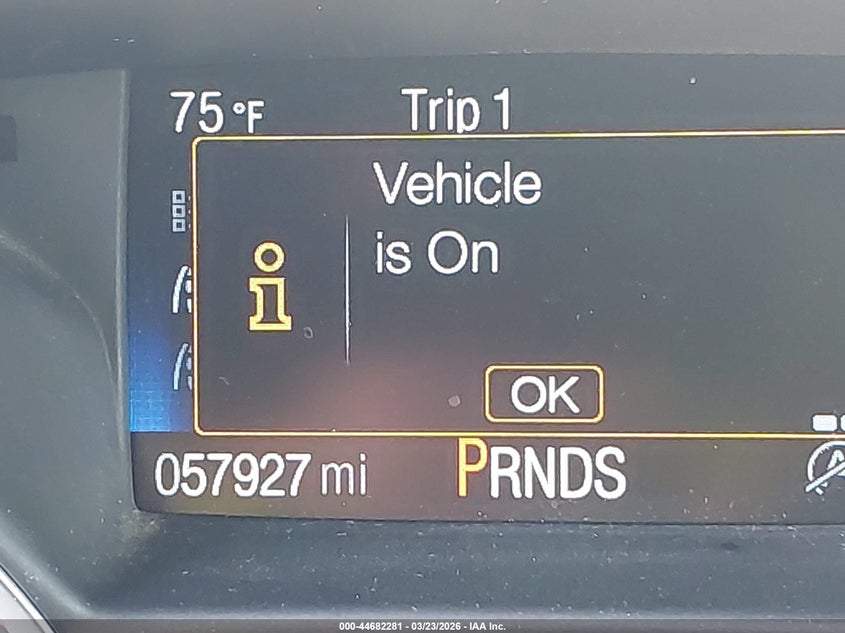 75 °F Trip 1
Vehicle
is On
i
OK
057927 mi PRNDS
000-44682281 - 03/23/2026 - IAA Inc.